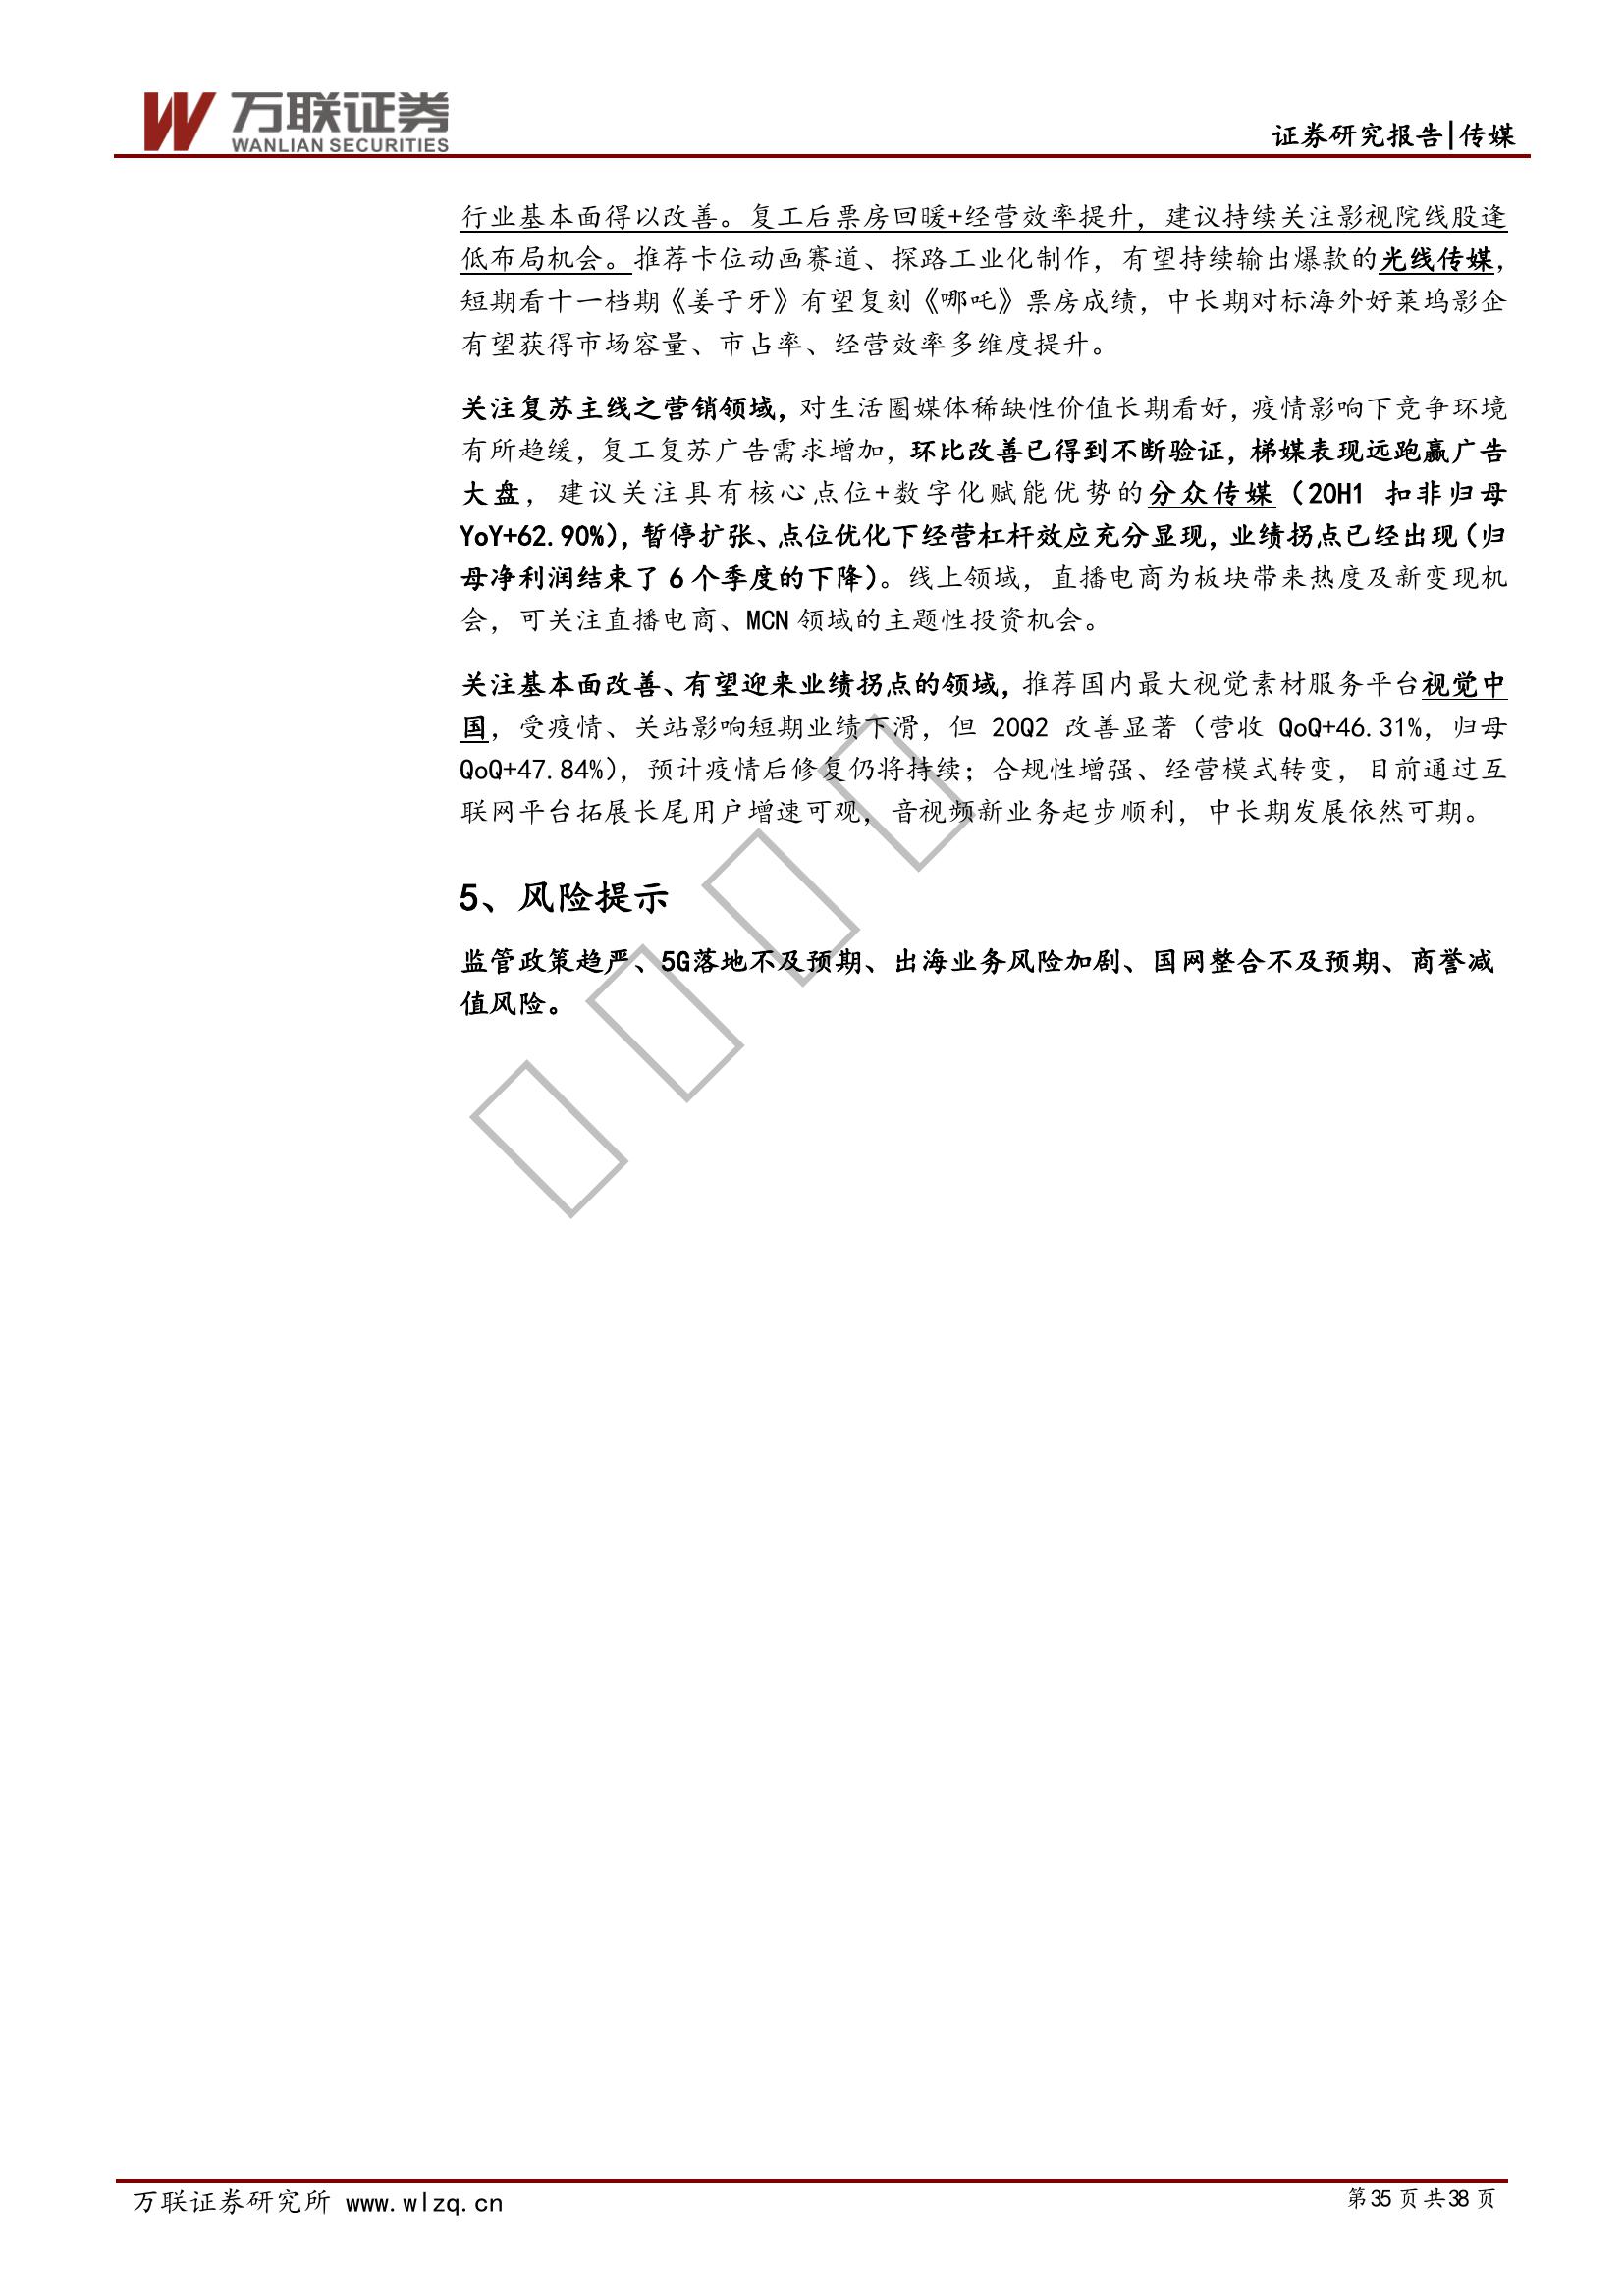 万联证券
WANLIAN SECURITIES
证券研究报告|传媒
行业基本面得以改善。复工后票房回暖+经营效率提升，建议持续关注影视院线股逢
低布局机会。推荐卡位动画赛道、探路工业化制作，有望持续输出爆款的光线传媒，
短期看十一档期《姜子牙》有望复刻《哪吒》票房成绩，中长期对标海外好莱坞影企
有望获得市场容量、市占率、经营效率多维度提升。
关注复苏主线之营销领域，对生活圈媒体稀缺性价值长期看好，疫情影响下竞争环境
有所趋缓，复工复苏广告需求增加，环比改善已得到不断验证，梯媒表现远跑赢广告
大盘，建议关注具有核心点位+数字化赋能优势的分众传媒（20H1 扣非归母
YoY+62.90%），暂停扩张、点位优化下经营杠杆效应充分显现，业绩拐点已经出现（归
母净利润结束了 6 个季度的下降）。线上领域，直播电商为板块带来热度及新变现机
会，可关注直播电商、MCN 领域的主题性投资机会。
关注基本面改善、有望迎来业绩拐点的领域，推荐国内最大视觉素材服务平台视觉中
国，受疫情、关站影响短期业绩下滑，但 20Q2 改善显著（营收 QoQ+46.31%，归母
QoQ+47.84%），预计疫情后修复仍将持续；合规性增强、经营模式转变，目前通过互
联网平台拓展长尾用户增速可观，音视频新业务起步顺利，中长期发展依然可期。
5、风险提示
监管政策趋严、5G落地不及预期、出海业务风险加剧、国网整合不及预期、商誉减
值风险。
万联证券研究所 www.wlzq.cn
第35 页 共38 页